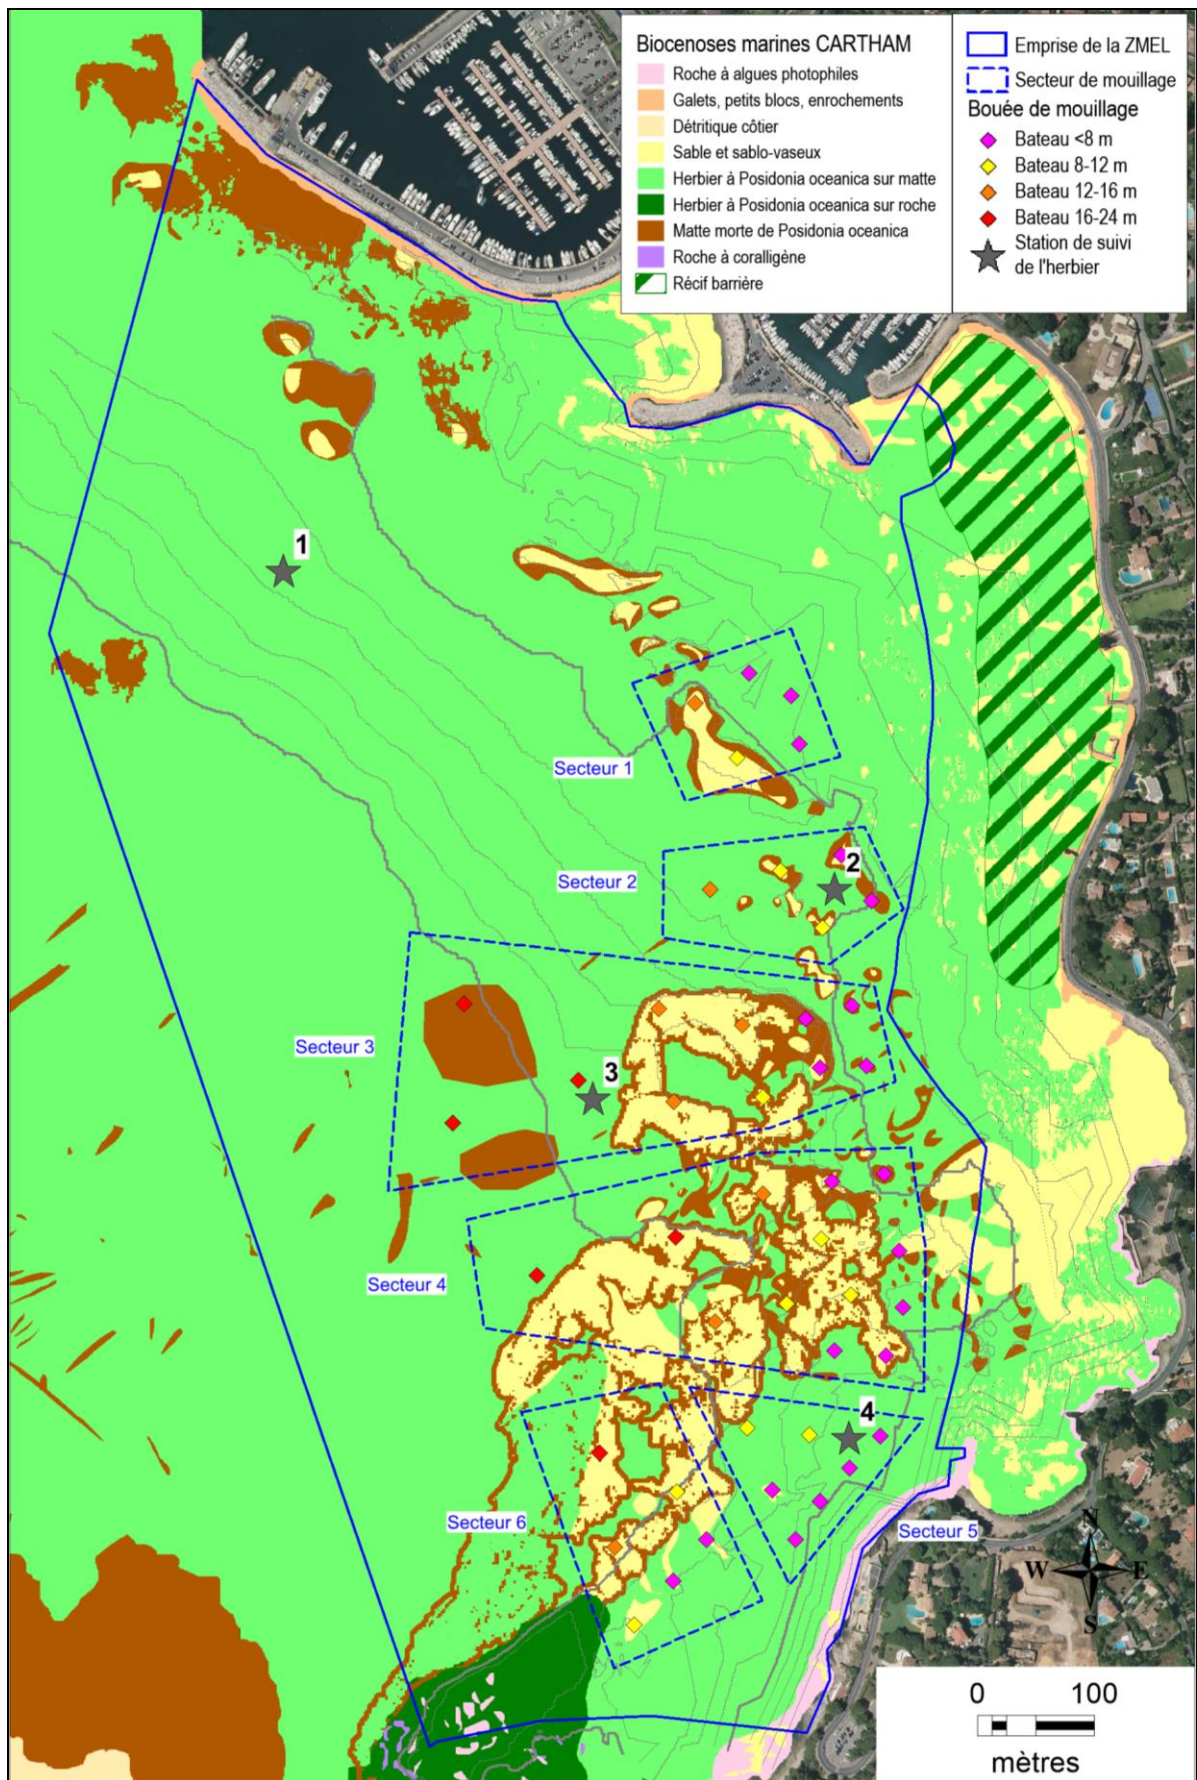 Biocenoses marines CARTHAM
Roche à algues photophiles
Galets, petits blocs, enrochements
Détritique côtier
Sable et sablo-vaseux
Herbier à Posidonia oceanica sur matte
Herbier à Posidonia oceanica sur roche
Matte morte de Posidonia oceanica
Roche à coralligène
Récif barrière
Emprise de la ZMEL
Secteur de mouillage
Bouée de mouillage
Bateau <8 m
Bateau 8-12 m
Bateau 12-16 m
Bateau 16-24 m
Station de suivi
de l'herbier
1
Secteur 1
2
Secteur 2
Secteur 3
3
Secteur 4
4
Secteur 6
Secteur 5
N
W E
S
0 100
mètres